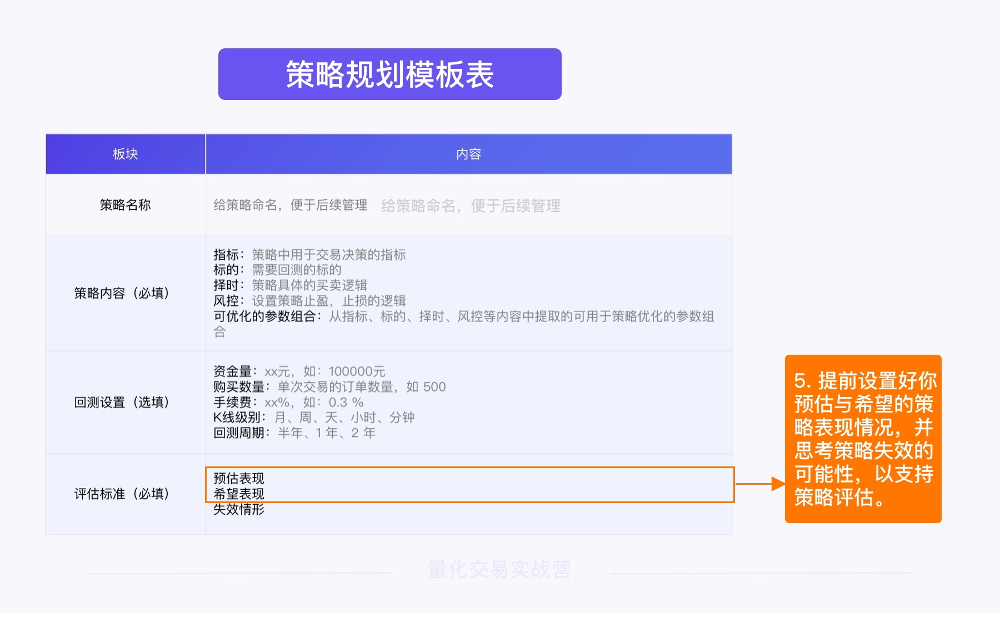 策略规划模板表
板块 内容
策略名称 给策略命名，便于后续管理 给策略命名，便于后续管理
策略内容（必填）
指标：策略中用于交易决策的指标
标的：需要回测的标的
择时：策略具体的买卖逻辑
风控：设置策略止盈，止损的逻辑
可优化的参数组合：从指标、标的、择时、风控等内容中提取的可用于策略优化的参数组
合
回测设置（选填）
资金量：xx元，如：100000元
购买数量：单次交易的订单数量，如 500
手续费：xx%，如：0.3 %
K线级别：月、周、天、小时、分钟
回测周期：半年、1 年、2 年
评估标准（必填）
预估表现
希望表现
失效情形
5. 提前设置好你
预估与希望的策
略表现情况，并
思考策略失效的
可能性，以支持
策略评估。
量化交易实战营